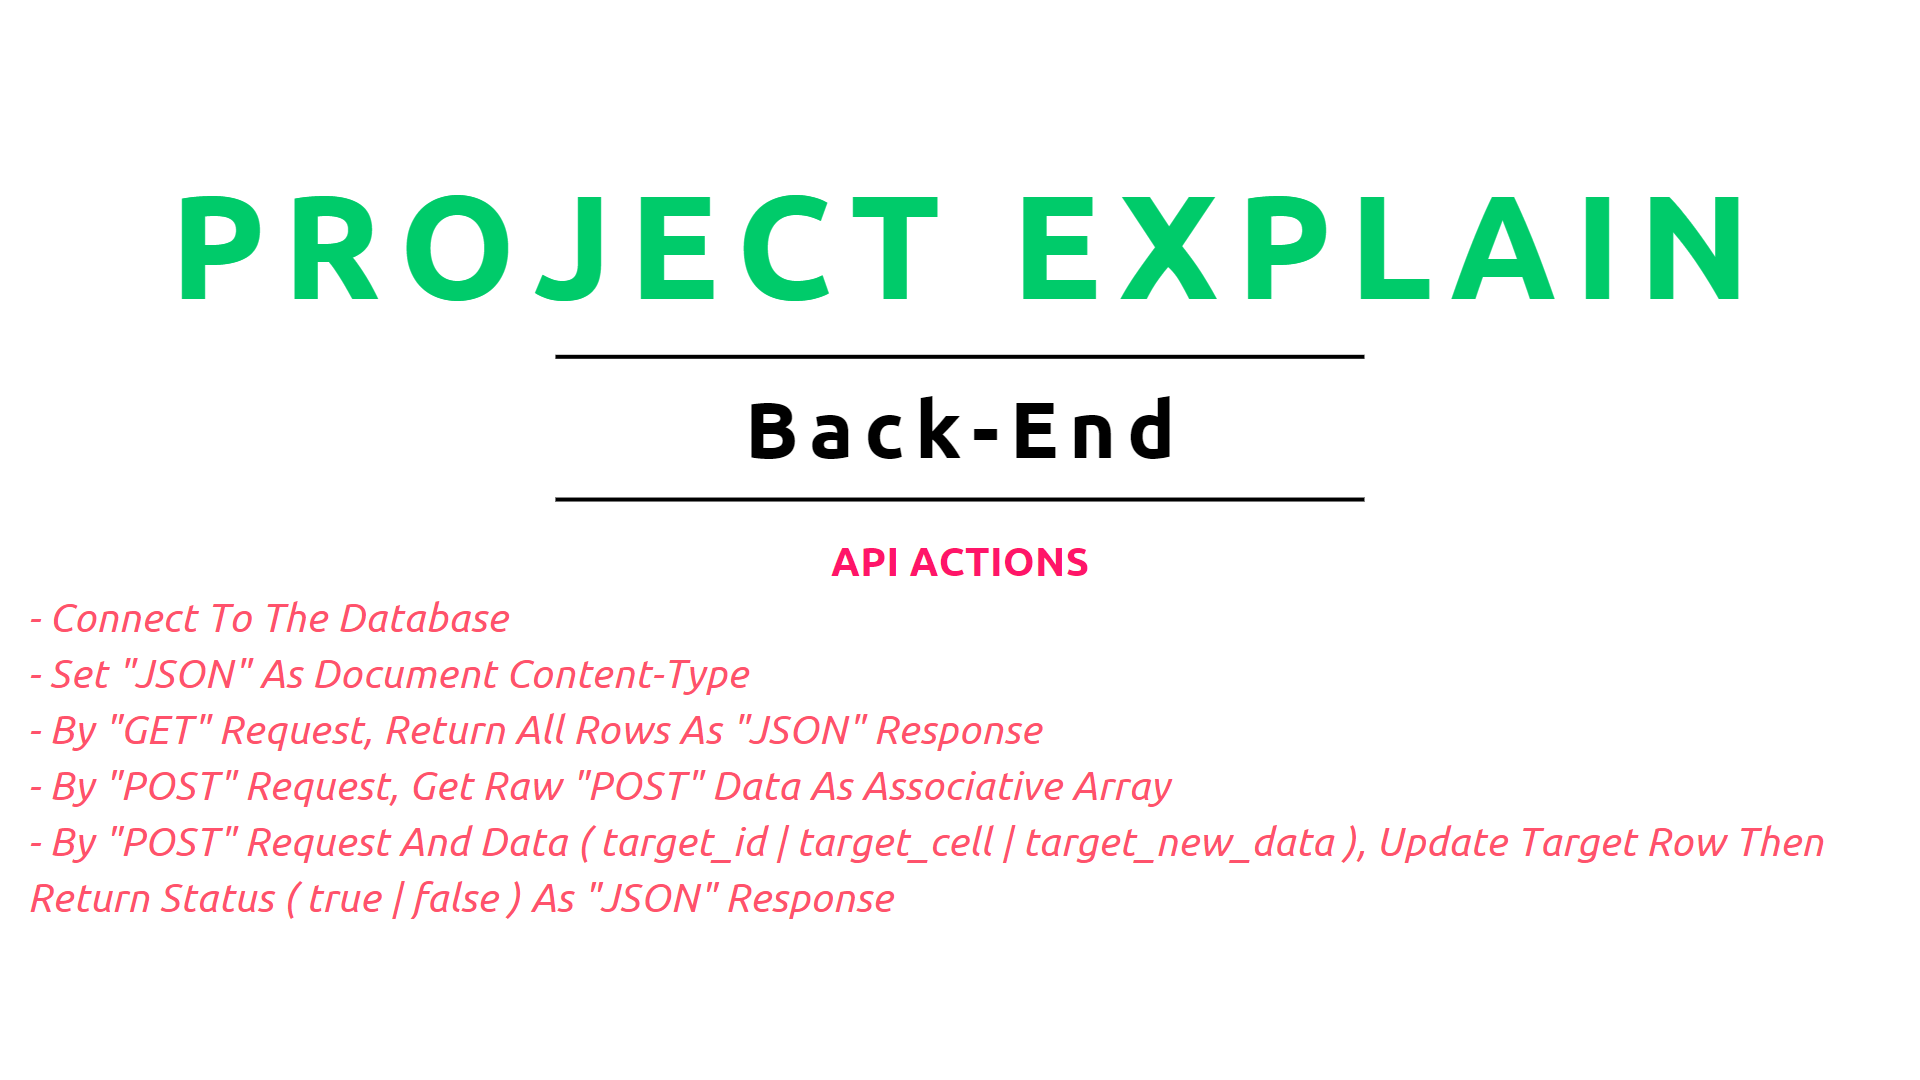 PROJECT EXPLAIN
Back-End
API ACTIONS
- Connect To The Database
- Set "JSON" As Document Content-Type
- By "GET" Request, Return All Rows As "JSON" Response
- By "POST" Request, Get Raw "POST" Data As Associative Array
- By "POST" Request And Data ( target_id | target_cell | target_new_data ), Update Target Row Then
Return Status ( true | false ) As "JSON" Response